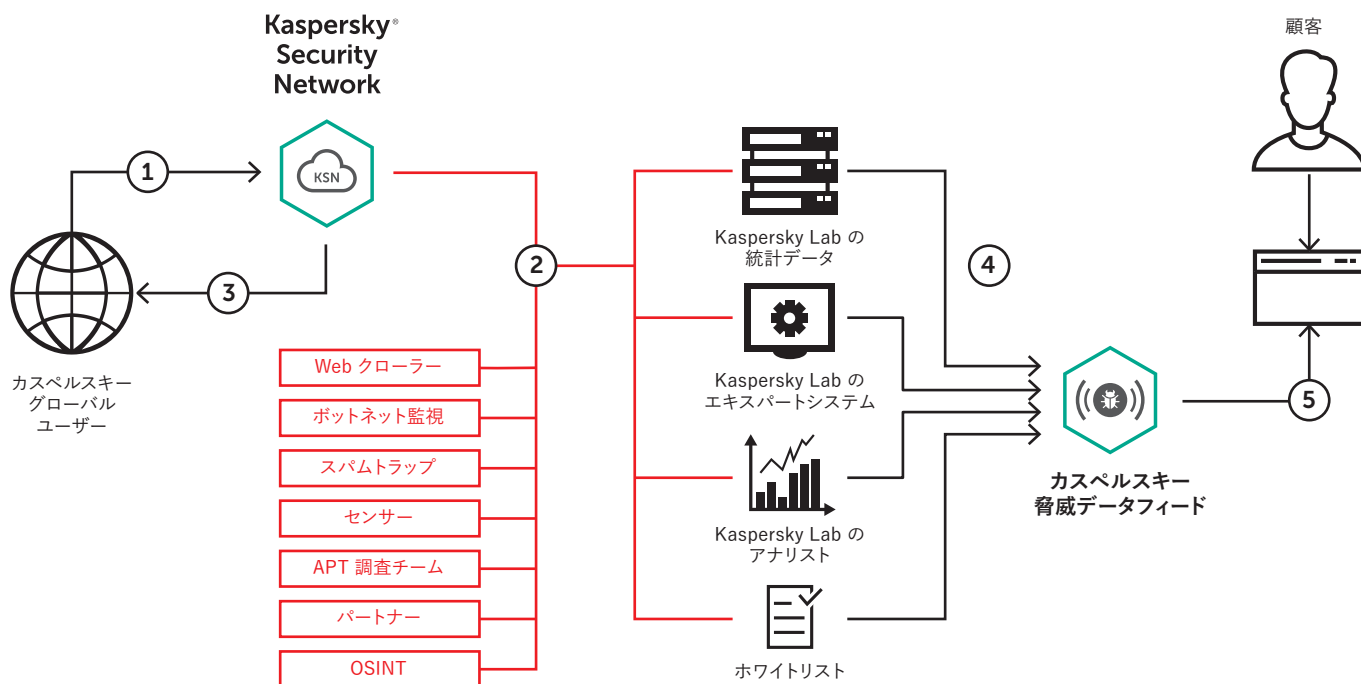 Kaspersky®
Security
Network
顧客
1
KSN
2
3
4
5
カスペルスキー
グローバル
ユーザー
Web クローラー
ボットネット監視
スパムトラップ
センサー
APT 調査チーム
パートナー
OSINT
Kaspersky Lab の
統計データ
Kaspersky Lab の
エキスパートシステム
Kaspersky Lab の
アナリスト
ホワイトリスト
カスペルスキー
脅威データフィード